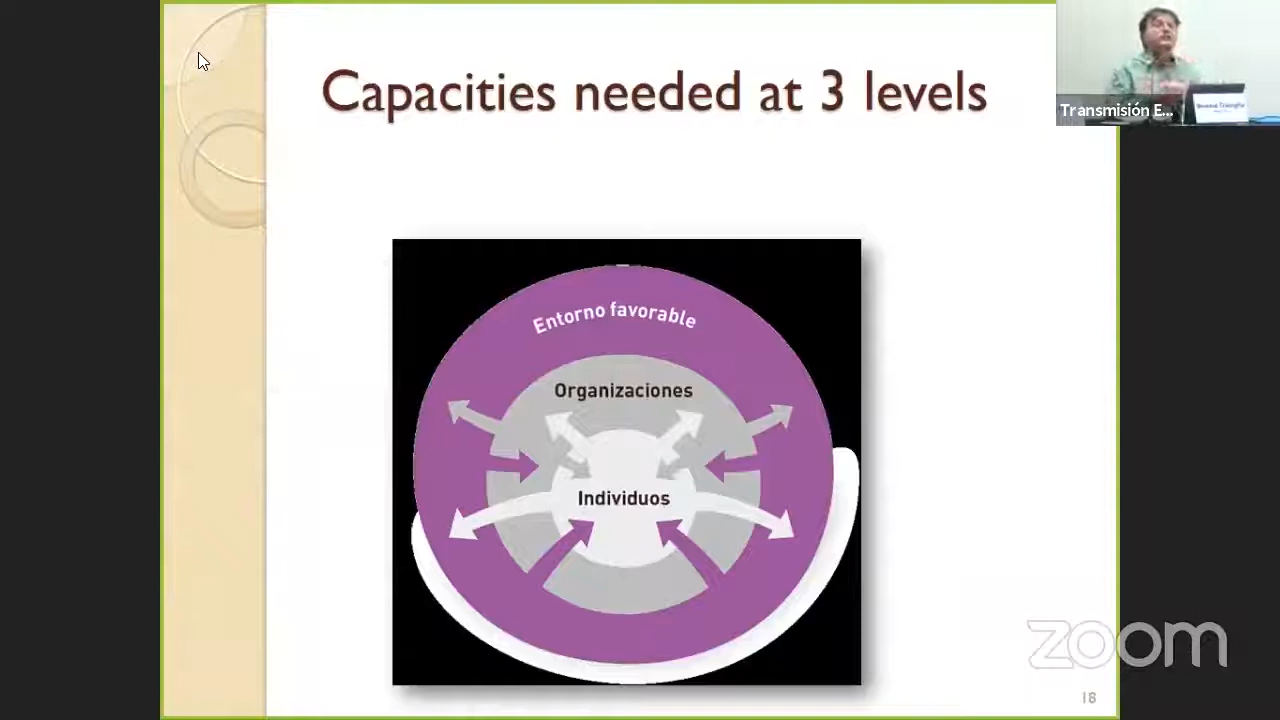 Capacities needed at 3 levels
Transmisión E...
Entorno favorable
Organizaciones
Individuos
zoom
18